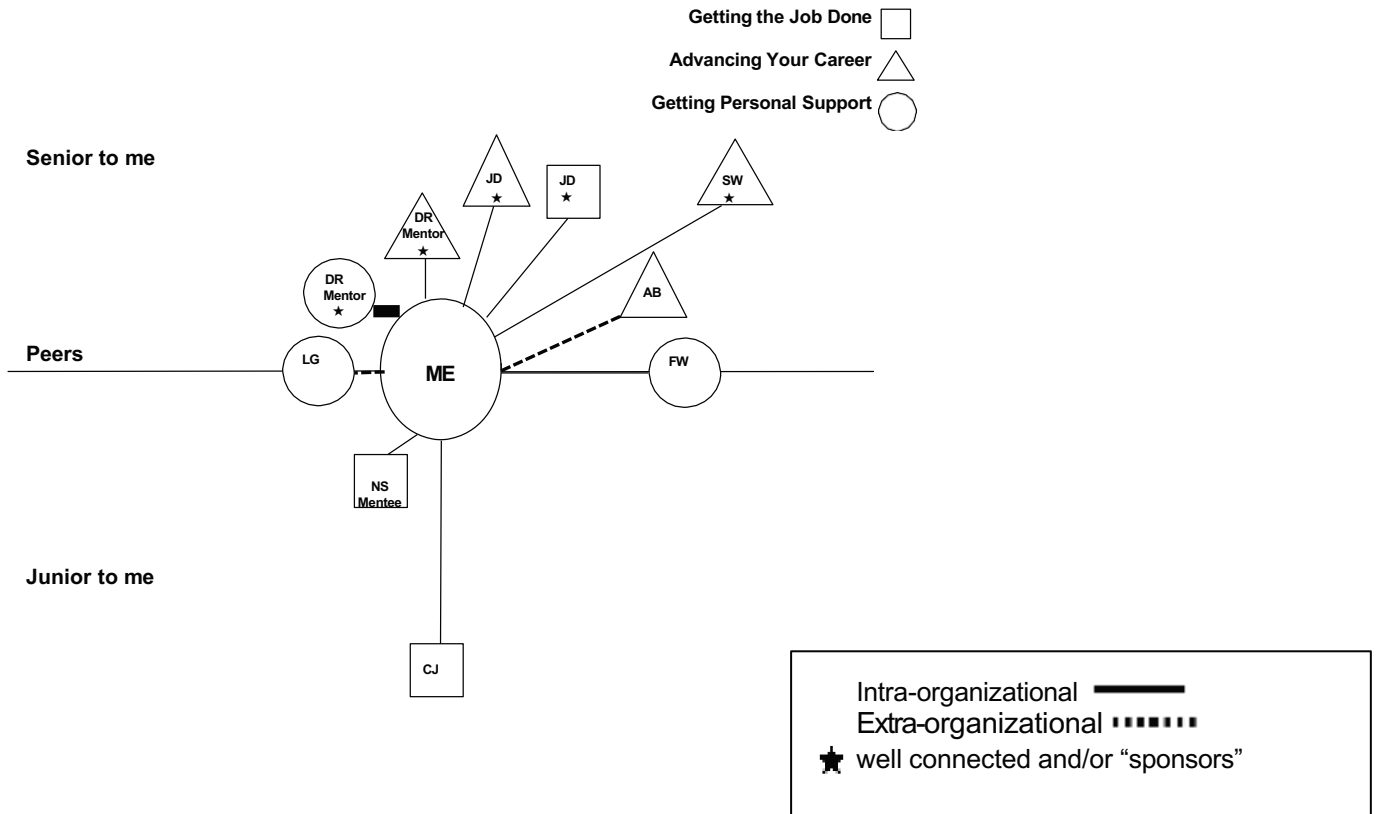 Getting the Job Done
Advancing Your Career
Getting Personal Support
Senior to me
JD
JD
SW
DR
Mentor
DR
Mentor
AB
Peers
LG
ME
FW
NS
Mentee
Junior to me
CJ
Intra-organizational
Extra-organizational
well connected and/or “sponsors”